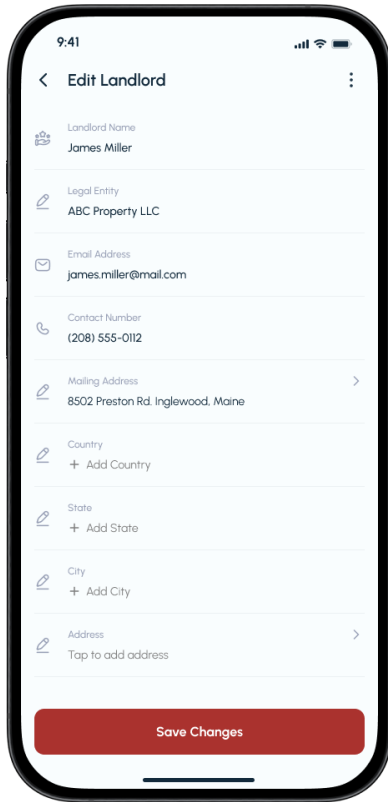 9:41
Edit Landlord
Landlord Name
James Miller
Legal Entity
ABC Property LLC
Email Address
james.miller@mail.com
Contact Number
(208) 555-0112
Mailing Address
8502 Preston Rd. Inglewood, Maine
Country
+ Add Country
State
+ Add State
City
+ Add City
Address
Tap to add address
Save Changes